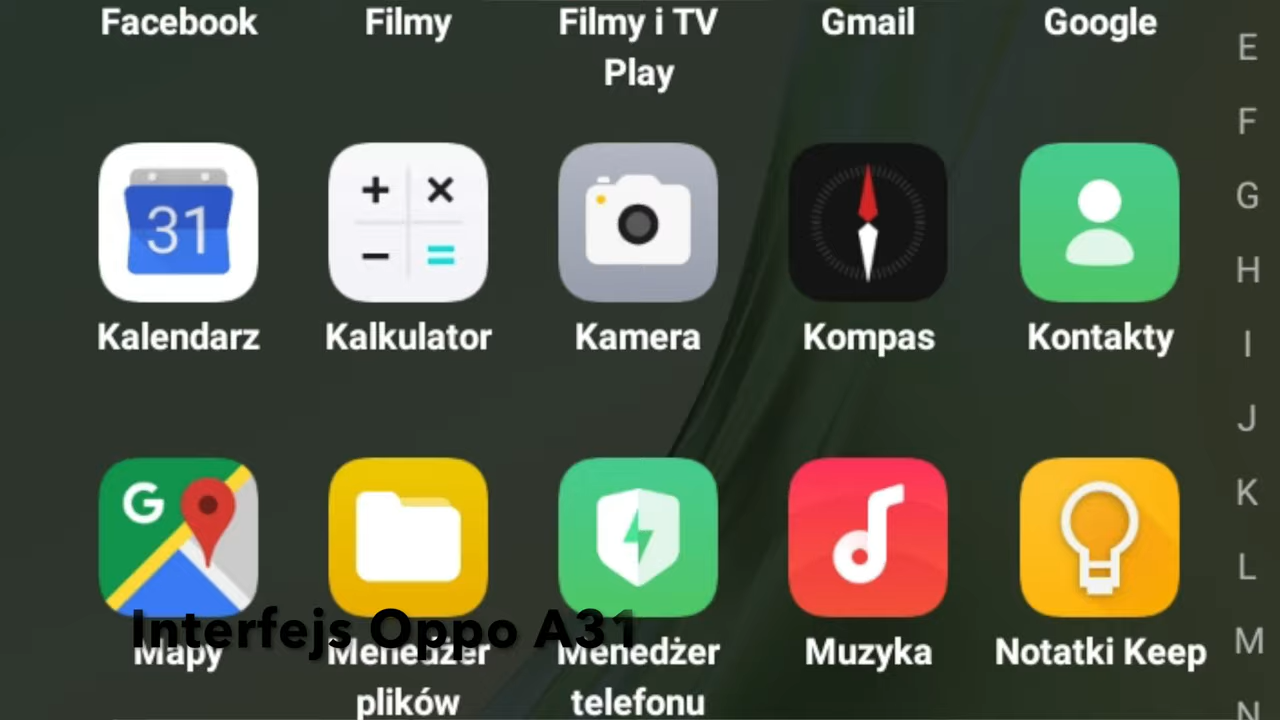 Facebook
Filmy
Filmy i TV
Play
Gmail
Google
31
Kalendarz
Kalkulator
Kamera
Kompas
Kontakty
G
Mapy
Menedżer
plików
Menedżer
telefonu
Muzyka
Notatki Keep
Interfejs Oppo A31
E
F
G
H
I
J
K
L
M
N